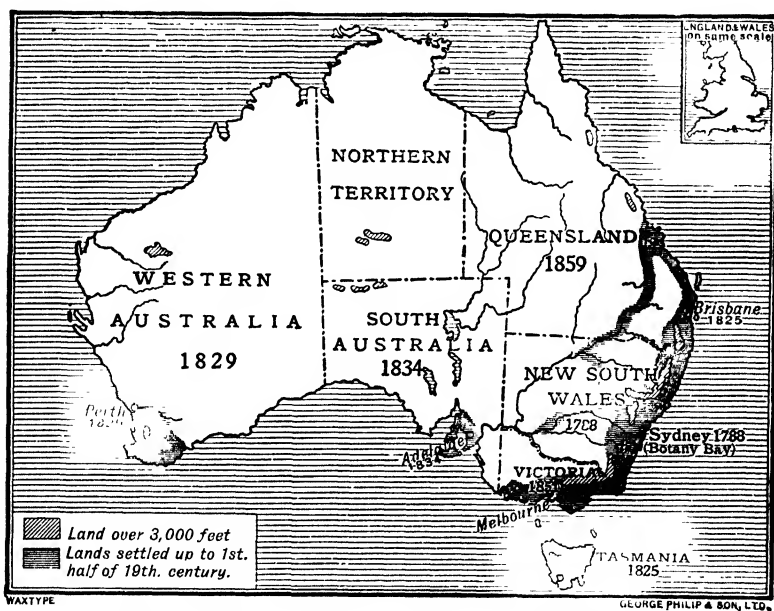 ENGLAND & WALES
on same scale
NORTHERN
TERRITORY
QUEENSLAND
1859
WESTERN
AUSTRALIA
1829
SOUTH
AUSTRALIA
1834
Brisbane
1825
NEW SOUTH
WALES
1788
Perth
Adelaide
1834
Sydney 1788
(Botany Bay)
VICTORIA
Melbourne
TASMANIA
1825
Land over 3,000 feet
Lands settled up to 1st.
half of 19th. century.
WAXTYPE
GEORGE PHILIP & SON, LTD.